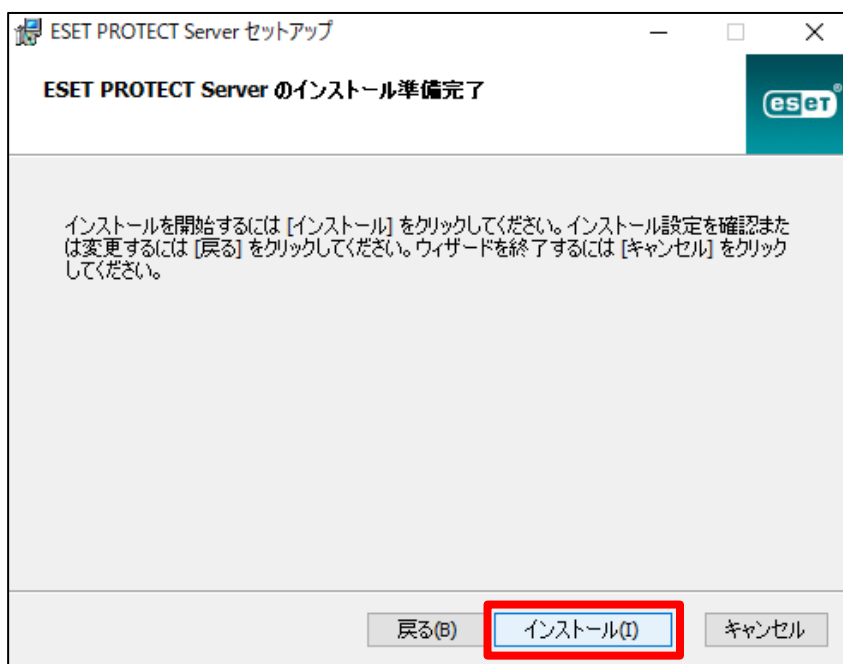 ESET PROTECT Server セットアップ
ESET PROTECT Server のインストール準備完了
eset®
インストールを開始するには [インストール] をクリックしてください。インストール設定を確認また
は変更するには [戻る] をクリックしてください。ウィザードを終了するには [キャンセル] をクリック
してください。
戻る(B) インストール(I) キャンセル